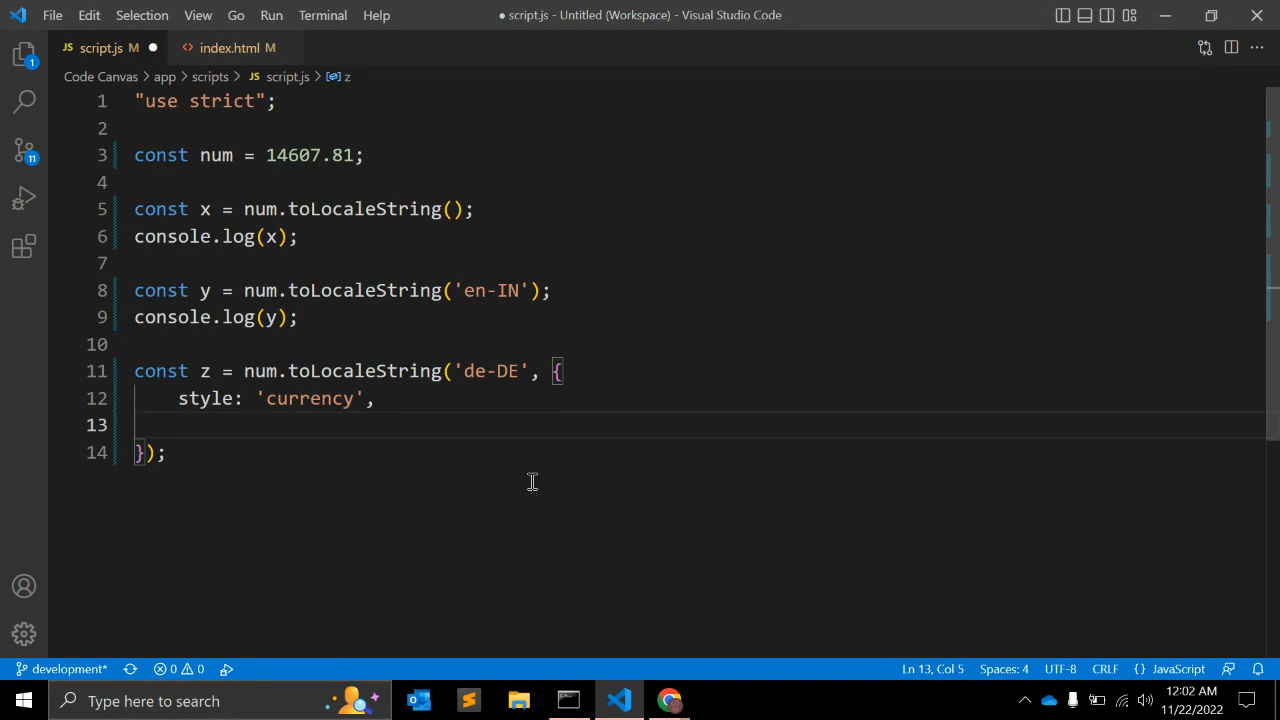 File Edit Selection View Go Run Terminal Help
● script.js - Untitled (Workspace) - Visual Studio Code
JS script.js M ●
<> index.html M
Code Canvas > app > scripts > JS script.js > z
1 "use strict";
2
3 const num = 14607.81;
4
5 const x = num.toLocaleString();
6 console.log(x);
7
8 const y = num.toLocaleString('en-IN');
9 console.log(y);
10
11 const z = num.toLocaleString('de-DE', {
12 style: 'currency',
13
14 });
1
11
development* 0 0 Ln 13, Col 5 Spaces: 4 UTF-8 CRLF {} JavaScript
Type here to search
12:02 AM
11/22/2022